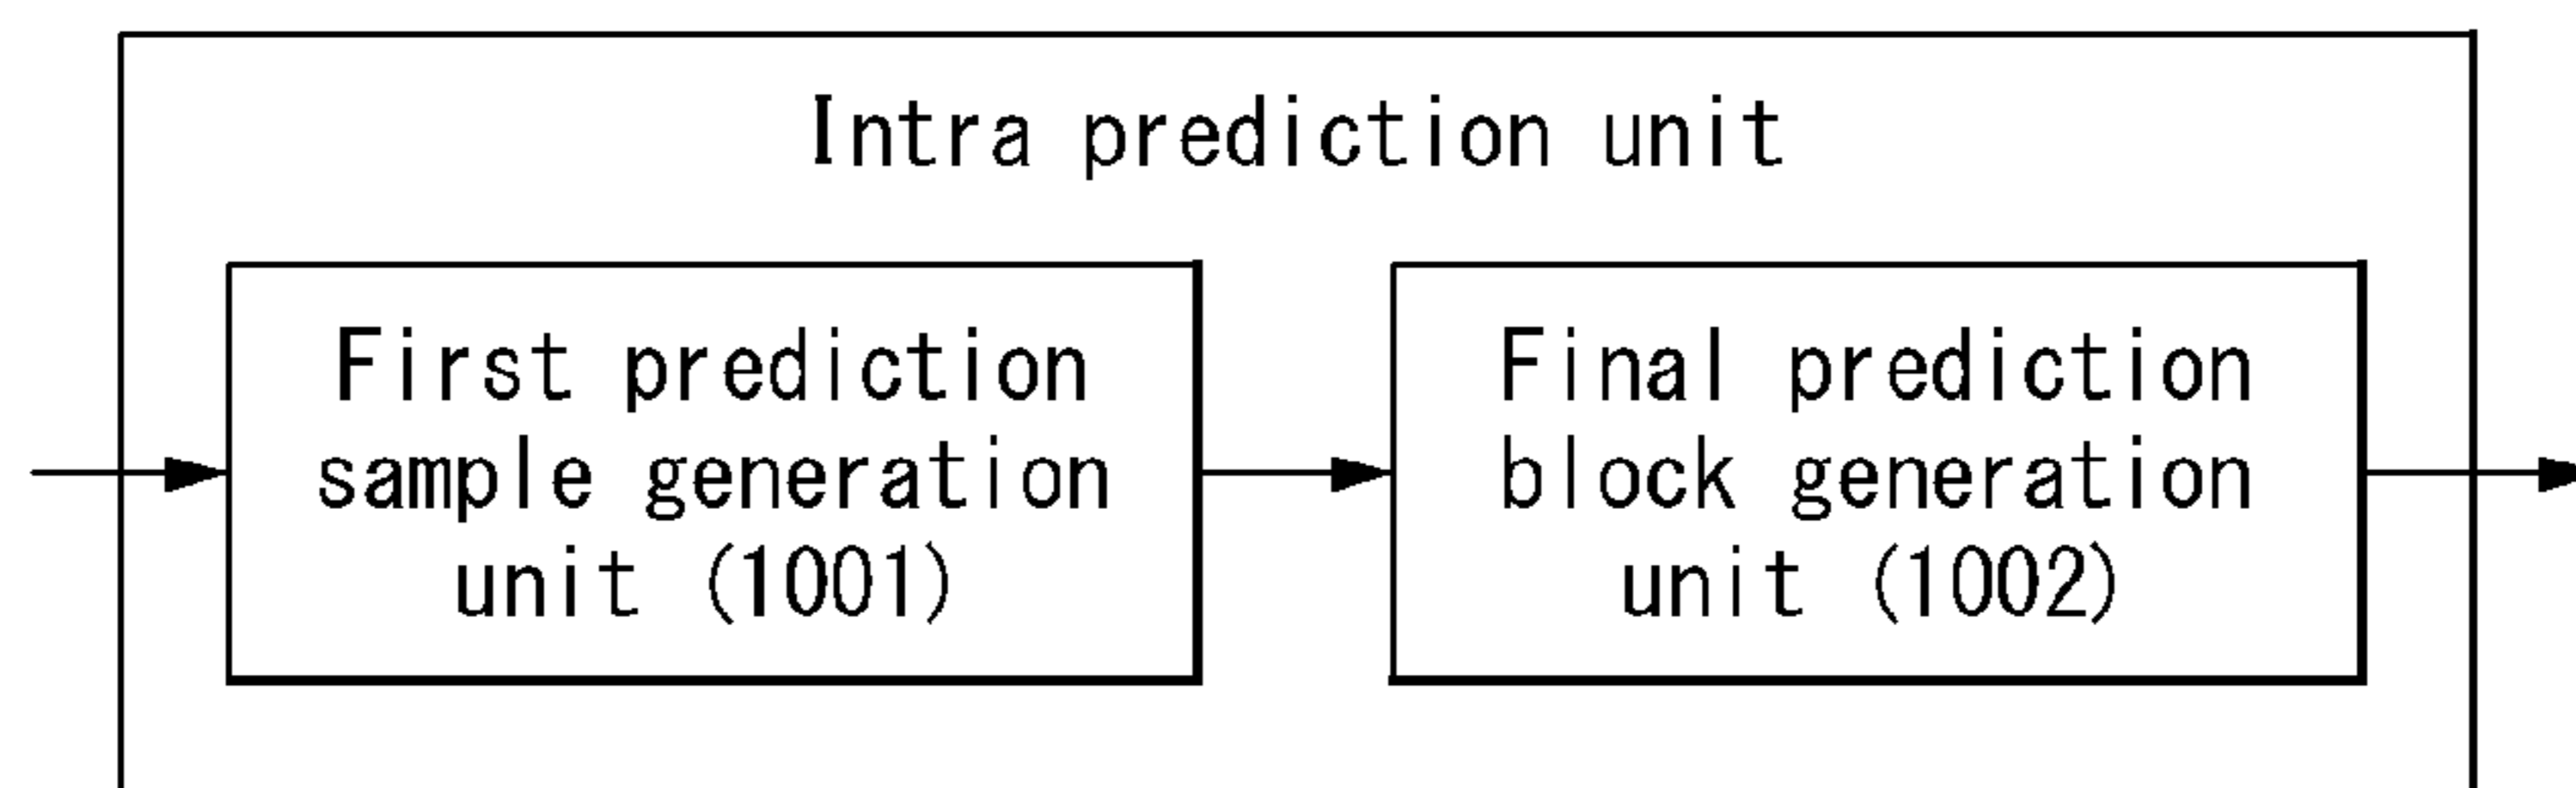 Intra prediction unit
First prediction
sample generation
unit (1001)
Final prediction
block generation
unit (1002)